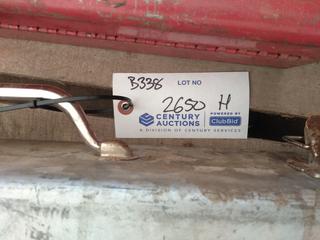 B338 LOT NO
2650 H
CENTURY AUCTIONS POWERED BY ClubBid
A DIVISION OF CENTURY SERVICES